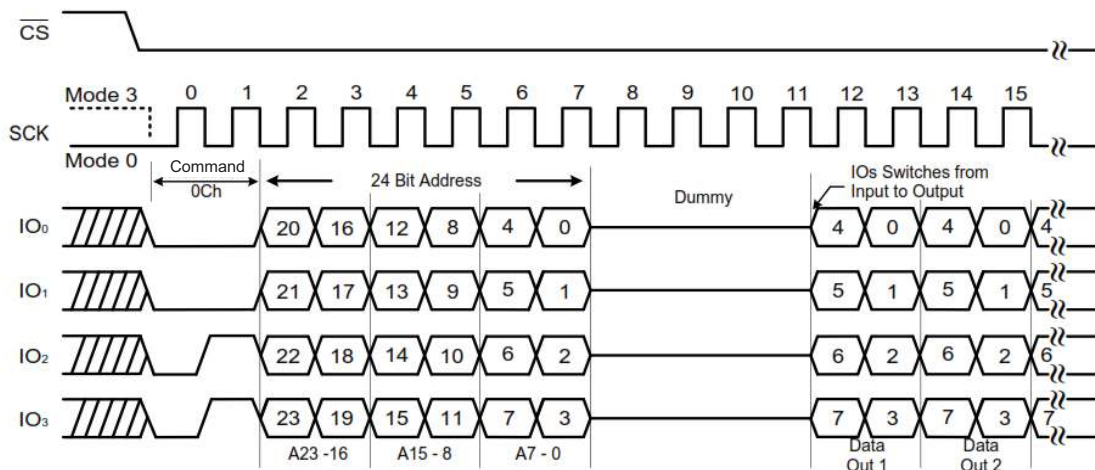 CS
Mode 3 0 1 2 3 4 5 6 7 8 9 10 11 12 13 14 15
SCK
Mode 0
Command
0Ch
24 Bit Address
Dummy
IOs Switches from
Input to Output
IO0 20 16 12 8 4 0 4 0 4 0 4
IO1 21 17 13 9 5 1 5 1 5 1 5
IO2 22 18 14 10 6 2 6 2 6 2 6
IO3 23 19 15 11 7 3 7 3 7 3 7
A23 -16 A15 - 8 A7 - 0
Data
Out 1
Data
Out 2